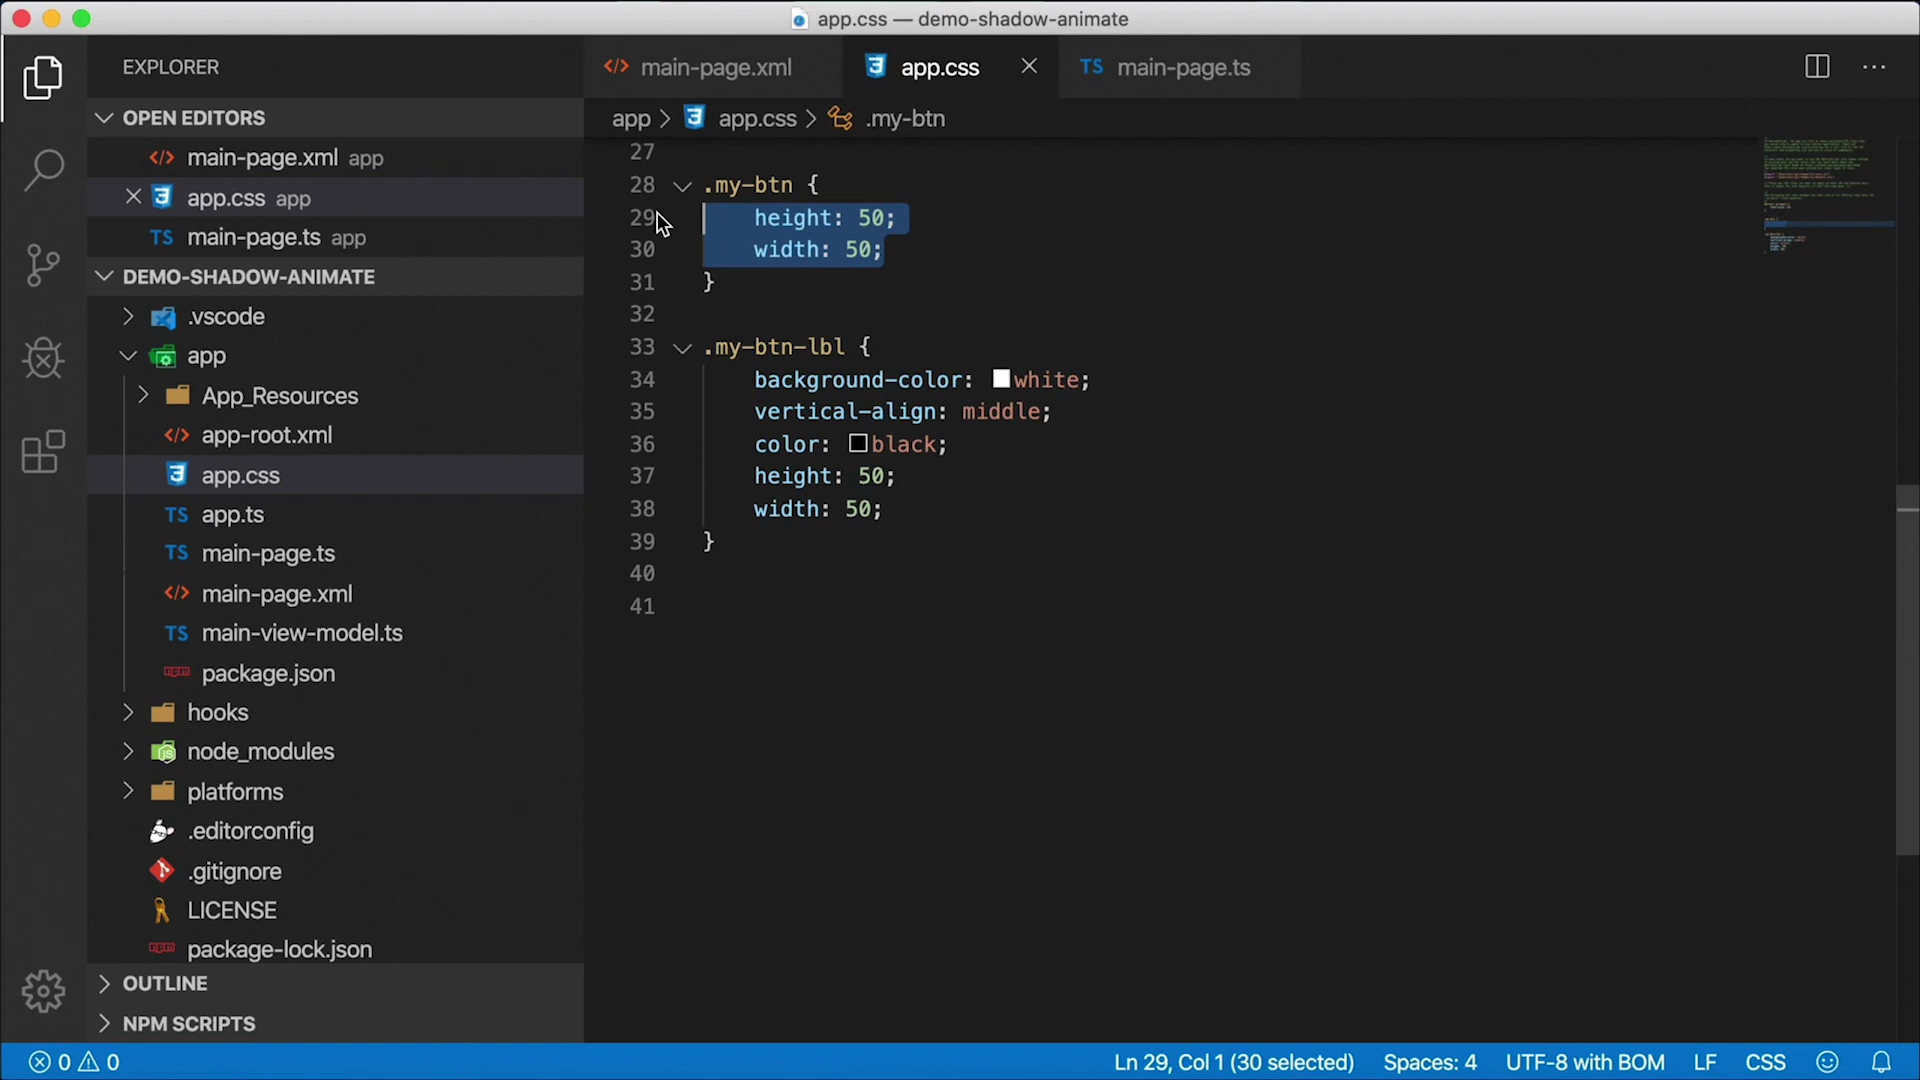 app.css — demo-shadow-animate
EXPLORER
OPEN EDITORS
main-page.xml app
app.css app
TS main-page.ts app
DEMO-SHADOW-ANIMATE
.vscode
app
App_Resources
app-root.xml
app.css
TS app.ts
TS main-page.ts
main-page.xml
TS main-view-model.ts
package.json
hooks
node_modules
platforms
.editorconfig
.gitignore
LICENSE
package-lock.json
OUTLINE
NPM SCRIPTS
main-page.xml
app.css
TS main-page.ts
app > app.css > .my-btn
27
28 .my-btn {
29 height: 50;
30 width: 50;
31 }
32
33 .my-btn-lbl {
34 background-color: white;
35 vertical-align: middle;
36 color: black;
37 height: 50;
38 width: 50;
39 }
40
41
0 0
Ln 29, Col 1 (30 selected) Spaces: 4 UTF-8 with BOM LF CSS